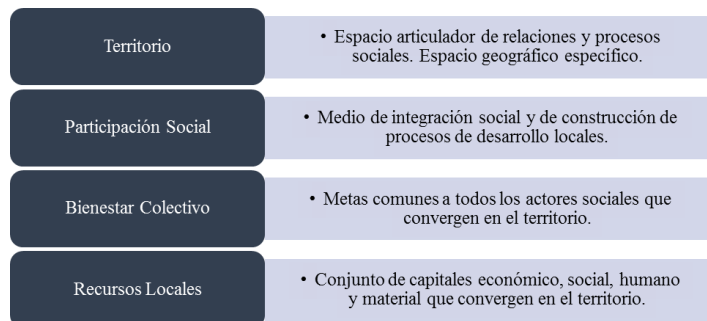 Territorio
• Espacio articulador de relaciones y procesos
sociales. Espacio geográfico específico.
Participación Social
• Medio de integración social y de construcción de
procesos de desarrollo locales.
Bienestar Colectivo
• Metas comunes a todos los actores sociales que
convergen en el territorio.
Recursos Locales
• Conjunto de capitales económico, social, humano
y material que convergen en el territorio.